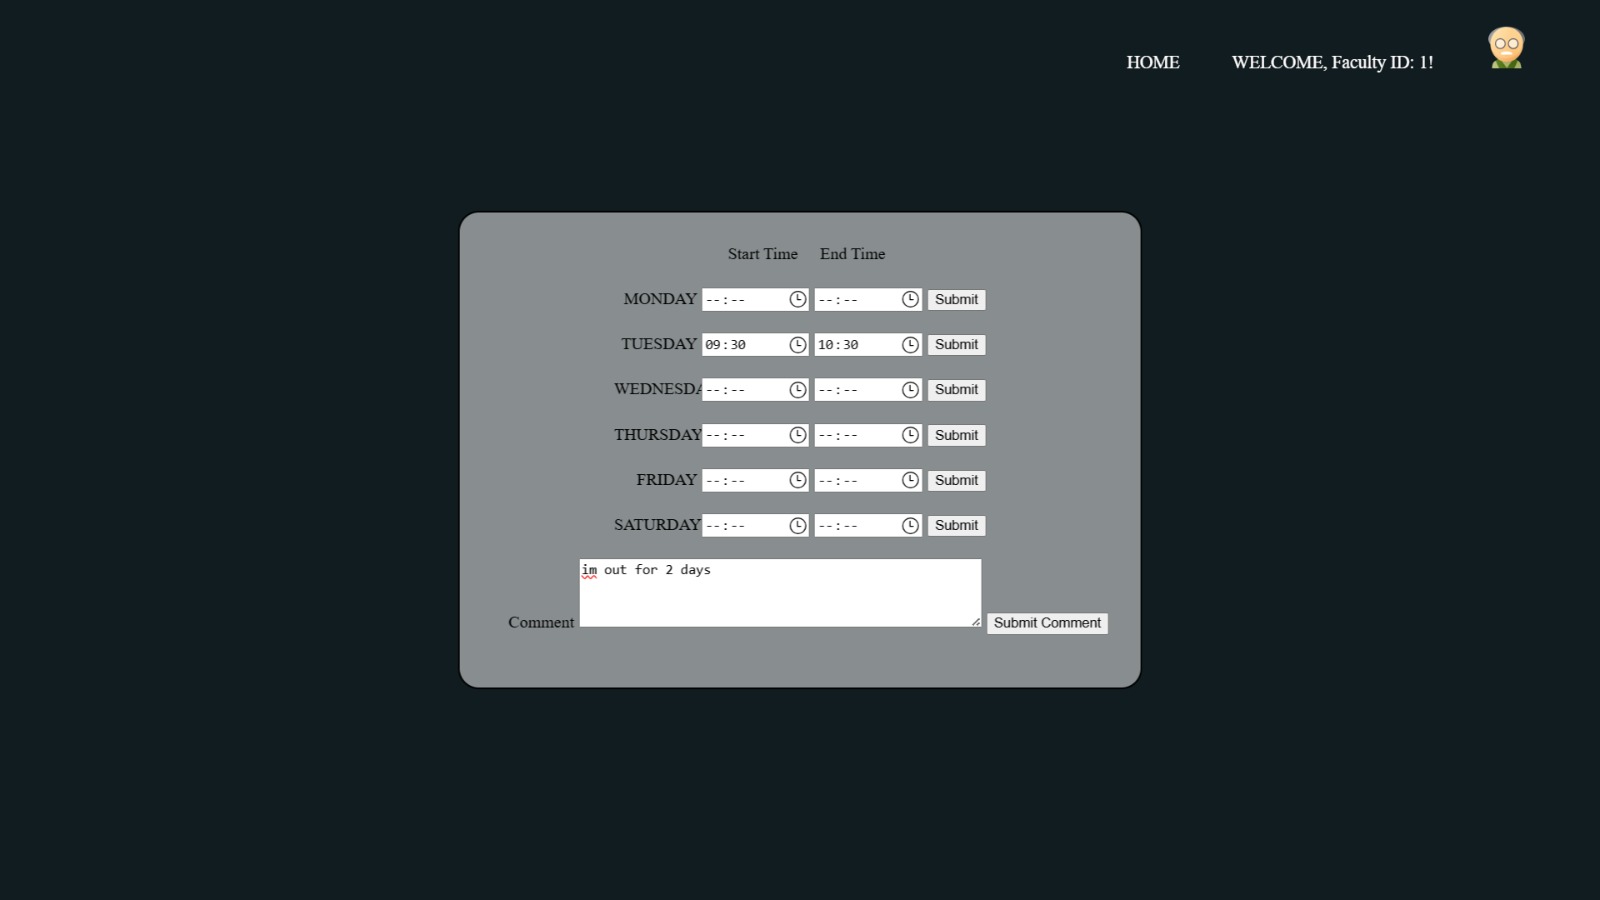 HOME WELCOME, Faculty ID: 1!
Start Time End Time
MONDAY --:-- --:-- Submit
TUESDAY 09:30 10:30 Submit
WEDNESDA --:-- --:-- Submit
THURSDAY --:-- --:-- Submit
FRIDAY --:-- --:-- Submit
SATURDAY --:-- --:-- Submit
im out for 2 days
Comment Submit Comment